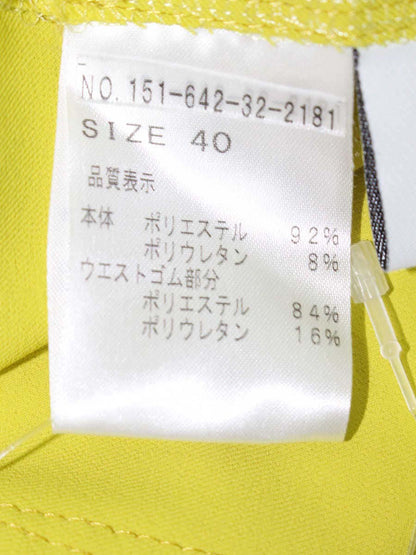 NO.151-642-32-2181
SIZE 40
品質表示
本体 ポリエステル 92%
ポリウレタン 8%
ウエストゴム部分
ポリエステル 84%
ポリウレタン 16%